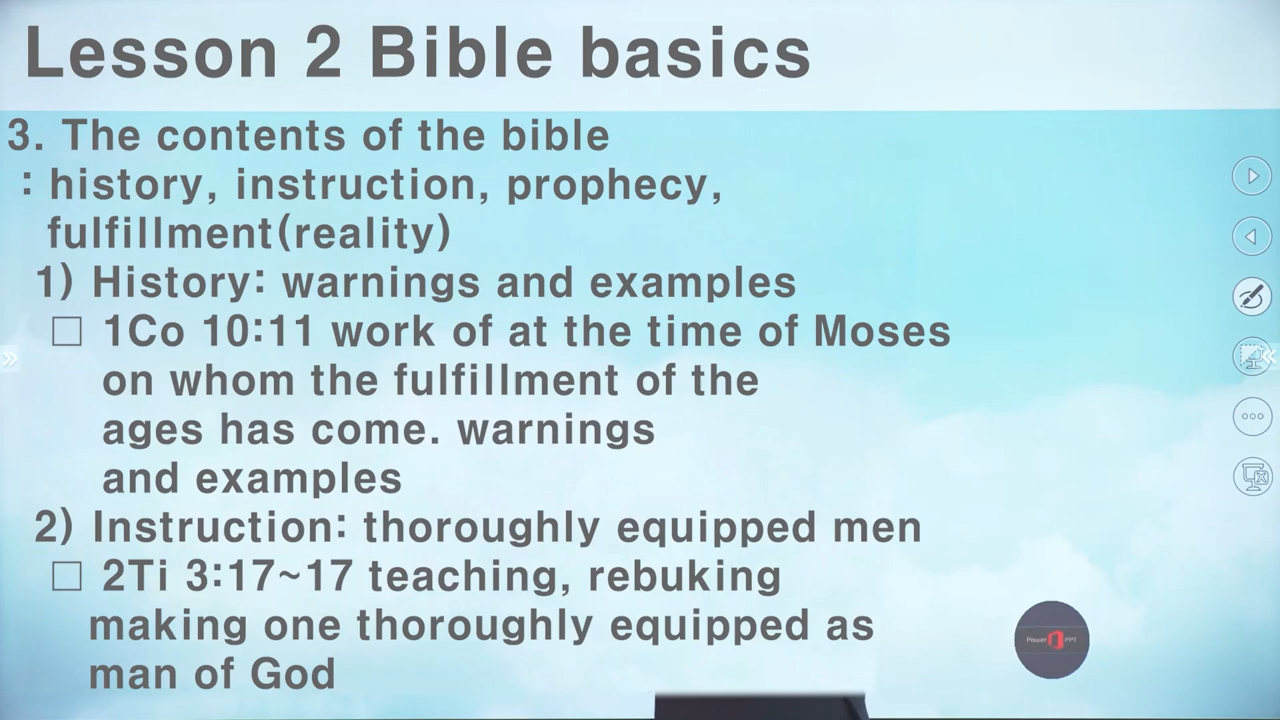 Lesson 2 Bible basics
3. The contents of the bible
: history, instruction, prophecy,
fulfillment(reality)
1) History: warnings and examples
□ 1Co 10:11 work of at the time of Moses
on whom the fulfillment of the
ages has come. warnings
and examples
2) Instruction: thoroughly equipped men
□ 2Ti 3:17~17 teaching, rebuking
making one thoroughly equipped as
man of God
Power PPT